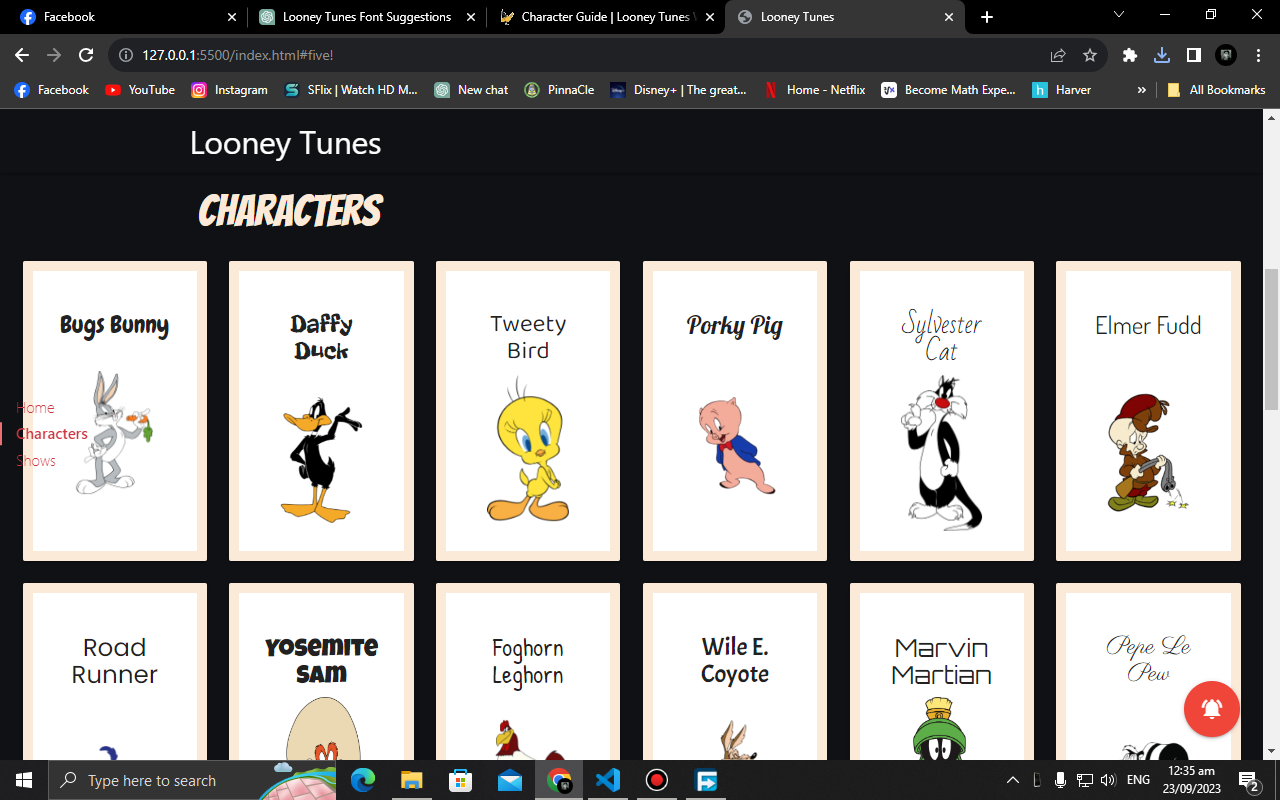 Facebook
Looney Tunes Font Suggestions
Character Guide | Looney Tunes
Looney Tunes
127.0.0.1:5500/index.html#five!
Facebook
YouTube
Instagram
SFlix | Watch HD M...
New chat
PinnaCle
Disney+ | The great...
Home - Netflix
Become Math Expe...
Harver
»
All Bookmarks
Looney Tunes
CHARACTERS
Bugs Bunny
Daffy
Duck
Tweety
Bird
Porky Pig
Sylvester
Cat
Elmer Fudd
Home
Characters
Shows
Road
Runner
Yosemite
Sam
Foghorn
Leghorn
Wile E.
Coyote
Marvin
Martian
Pepe Le
Pew
Type here to search
ENG
12:35 am
23/09/2023
2